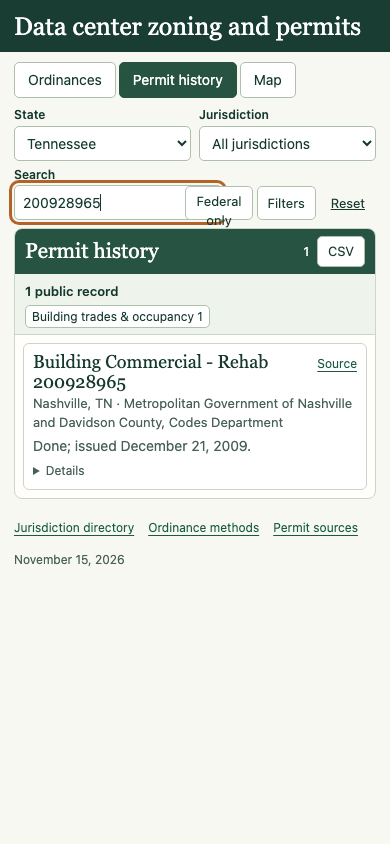 Data center zoning and permits
Ordinances
Permit history
Map
State
Jurisdiction
Tennessee
All jurisdictions
Search
200928965
Federal only
Filters
Reset
Permit history
1
CSV
1 public record
Building trades & occupancy 1
Building Commercial - Rehab
200928965
Source
Nashville, TN · Metropolitan Government of Nashville
and Davidson County, Codes Department
Done; issued December 21, 2009.
Details
Jurisdiction directory
Ordinance methods
Permit sources
November 15, 2026